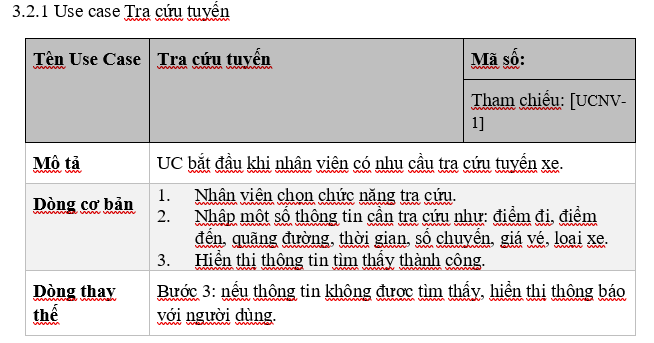 3.2.1 Use case Tra cứu tuyến
Tên Use Case
Tra cứu tuyến
Mã số:
Tham chiếu: [UCNV-
1]
Mô tả
UC bắt đầu khi nhân viên có nhu cầu tra cứu tuyến xe.
Dòng cơ bản
1. Nhân viên chọn chức năng tra cứu.
2. Nhập một số thông tin cần tra cứu như: điểm đi, điểm
đến, quãng đường, thời gian, số chuyến, giá vé, loại xe.
3. Hiển thị thông tin tìm thấy thành công.
Dòng thay
thế
Bước 3: nếu thông tin không được tìm thấy, hiển thị thông báo
với người dùng.